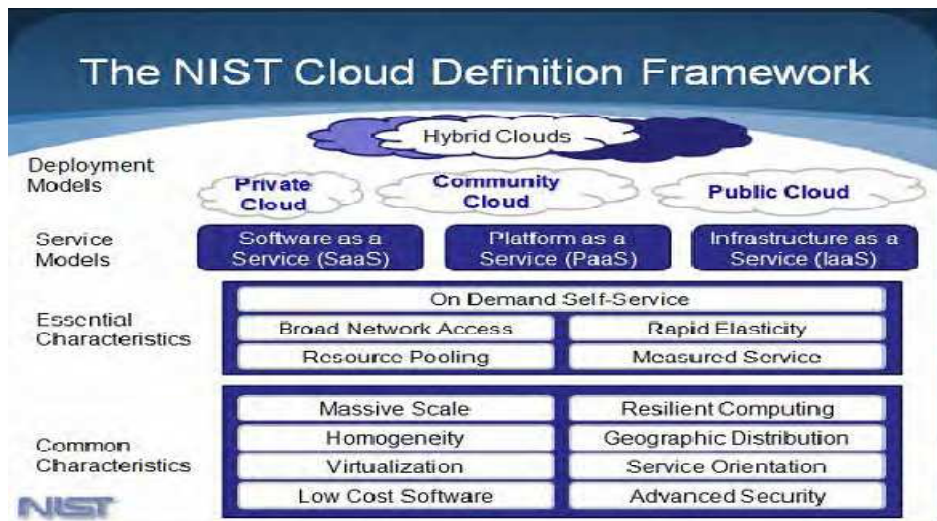 The NIST Cloud Definition Framework
Hybrid Clouds
Deployment
Models
Private
Cloud
Community
Cloud
Public Cloud
Service
Models
Software as a
Service (SaaS)
Platform as a
Service (PaaS)
Infrastructure as a
Service (IaaS)
Essential
Characteristics
On Demand Self-Service
Broad Network Access
Rapid Elasticity
Resource Pooling
Measured Service
Common
Characteristics
Massive Scale
Resilient Computing
Homogeneity
Geographic Distribution
Virtualization
Service Orientation
Low Cost Software
Advanced Security
NIST